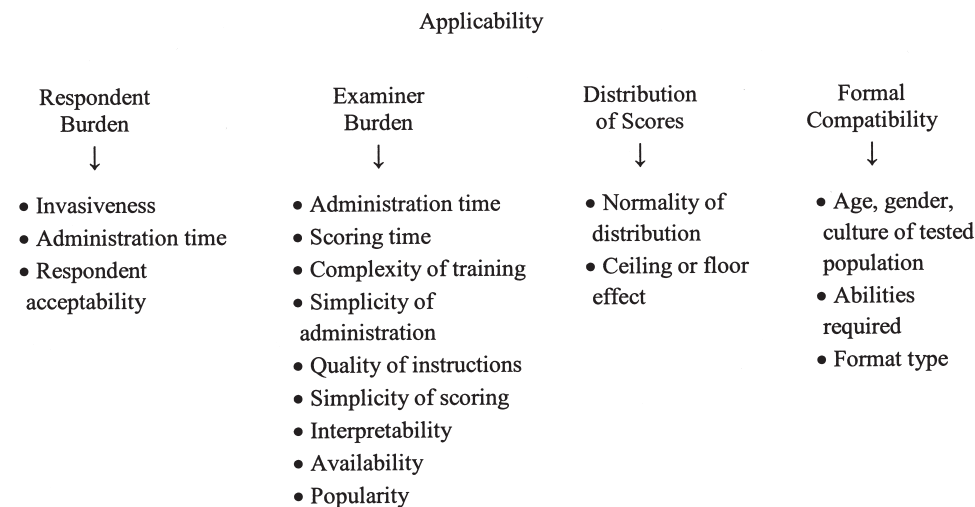 Applicability
Respondent
Burden
↓
• Invasiveness
• Administration time
• Respondent
acceptability
Examiner
Burden
↓
• Administration time
• Scoring time
• Complexity of training
• Simplicity of
administration
• Quality of instructions
• Simplicity of scoring
• Interpretability
• Availability
• Popularity
Distribution
of Scores
↓
• Normality of
distribution
• Ceiling or floor
effect
Formal
Compatibility
↓
• Age, gender,
culture of tested
population
• Abilities
required
• Format type